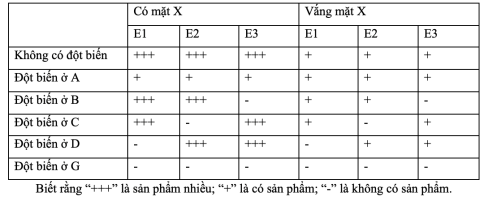 Có mặt X Vắng mặt X
E1 E2 E3 E1 E2 E3
Không có đột biến +++ +++ +++ + + +
Đột biến ở A + + + + + +
Đột biến ở B +++ +++ - + + -
Đột biến ở C +++ - +++ + - +
Đột biến ở D - +++ +++ - + +
Đột biến ở G - - - - - -
Biết rằng “+++” là sản phẩm nhiều; “+” là có sản phẩm; “-” là không có sản phẩm.